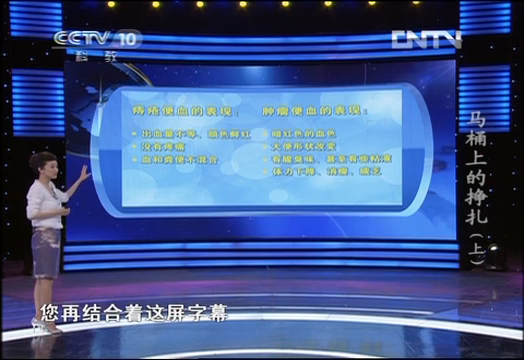 CCTV 10
科教
CNTV
痔疮便血的表现：
出血量不等、颜色鲜红
没有疼痛
血和粪便不混合
肿瘤便血的表现：
暗红色的血色
大便形状改变
有腥臭味、甚至有些粘液
体力下降、消瘦、疲乏
马桶上的挣扎（上）
您再结合着这屏字幕